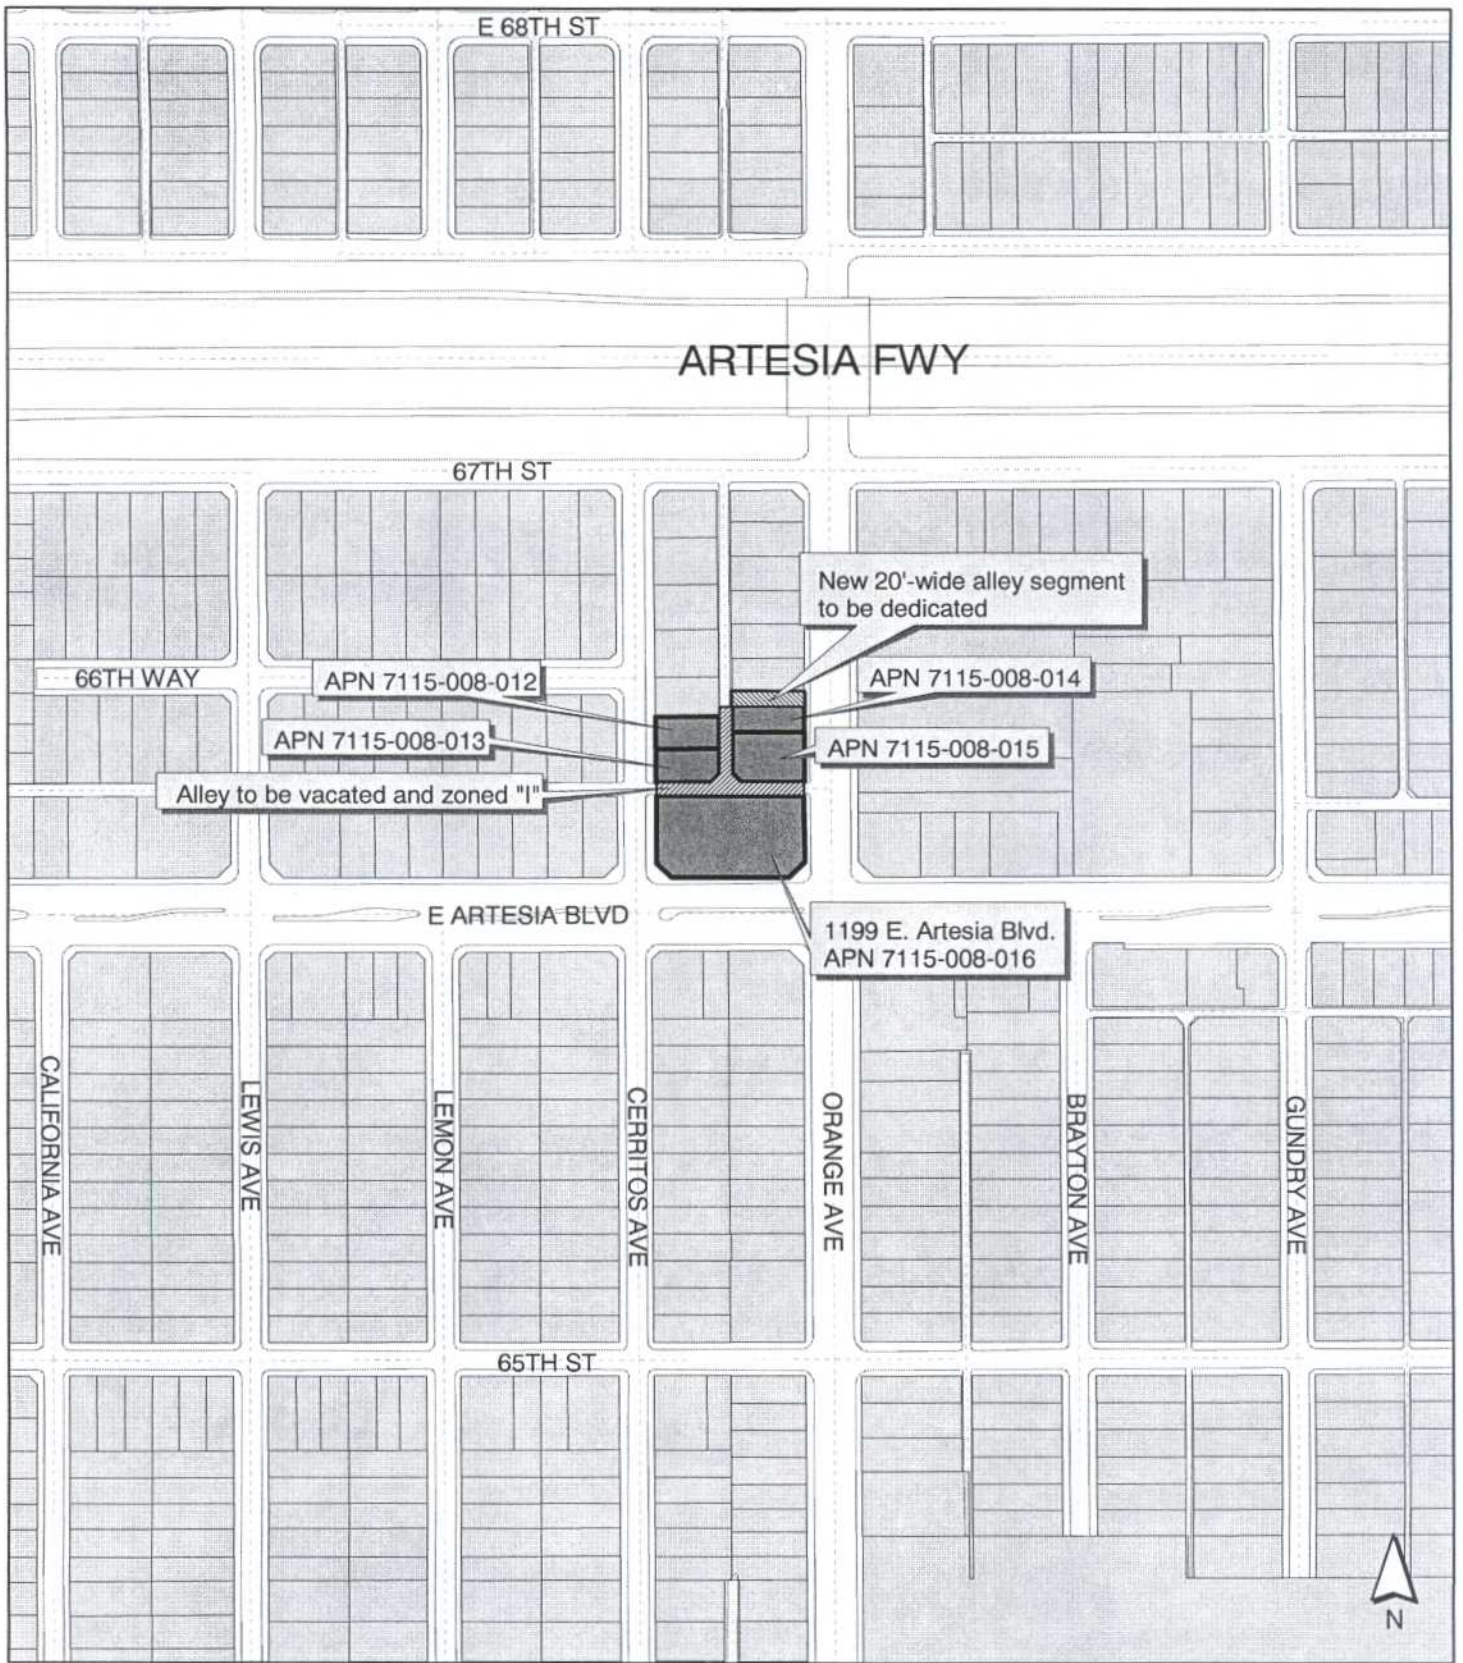 E 68TH ST
ARTESIA FWY
67TH ST
New 20'-wide alley segment
to be dedicated
66TH WAY
APN 7115-008-012
APN 7115-008-014
APN 7115-008-013
APN 7115-008-015
Alley to be vacated and zoned "I"
E ARTESIA BLVD
1199 E. Artesia Blvd.
APN 7115-008-016
CALIFORNIA AVE
LEWIS AVE
LEMON AVE
CERRITOS AVE
ORANGE AVE
BRAYTON AVE
GUNDRY AVE
65TH ST
N